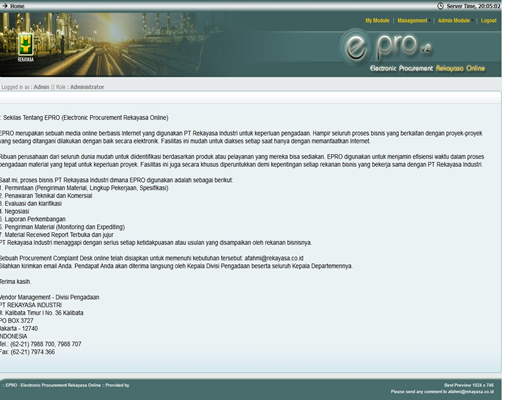 Home
Server Time, 20:05:02
My Module | Management | Admin Module | Logout
REKAYASA
e pro
Electronic Procurement Rekayasa Online
Logged in as : Admin || Role : Administrator
: Sekilas Tentang EPRO (Electronic Procurement Rekayasa Online)
EPRO merupakan sebuah media online berbasis Internet yang digunakan PT Rekayasa Industri untuk keperluan pengadaan. Hampir seluruh proses bisnis yang berkaitan dengan proyek-proyek
yang sedang ditangani dilakukan dengan baik secara elektronik. Fasilitas ini mudah untuk diakses setiap saat hanya dengan memanfaatkan Internet.
Ribuan perusahaan dari seluruh dunia mudah untuk diidentifikasi berdasarkan produk atau pelayanan yang mereka bisa sediakan. EPRO digunakan untuk menjamin efisiensi waktu dalam proses
pengadaan material yang tepat untuk keperluan proyek. Fasilitas ini juga secara khusus diperuntukkan demi kepentingan setiap rekanan bisnis yang bekerja sama dengan PT Rekayasa Industri.
Saat ini, proses bisnis PT Rekayasa Industri dimana EPRO digunakan adalah sebagai berikut:
1. Permintaan (Pengiriman Material, Lingkup Pekerjaan, Spesifikasi)
2. Penawaran Teknikal dan Komersial
3. Evaluasi dan klarifikasi
4. Negosiasi
5. Laporan Perkembangan
6. Pengiriman Material (Monitoring dan Expediting)
7. Material Received Report Terbuka dan jujur
PT Rekayasa Industri menanggapi dengan serius setiap ketidakpuasan atau usulan yang disampaikan oleh rekanan bisnisnya.
Sebuah Procurement Complaint Desk online telah disiapkan untuk memenuhi kebutuhan tersebut: afahmi@rekayasa.co.id
Silahkan kirimkan email Anda. Pendapat Anda akan diterima langsung oleh Kepala Divisi Pengadaan beserta seluruh Kepala Departemennya.
Terima kasih.
Vendor Management - Divisi Pengadaan
PT REKAYASA INDUSTRI
Jl. Kalibata Timur I No. 36 Kalibata
PO BOX 3727
Jakarta - 12740
INDONESIA
Tel.: (62-21) 7988 700, 7988 707
Fax: (62-21) 7974 366
:: EPRO - Electronic Procurement Rekayasa Online :: Provided by
Best Preview 1024 x 746
Please send any comment to afahmi@rekayasa.co.id